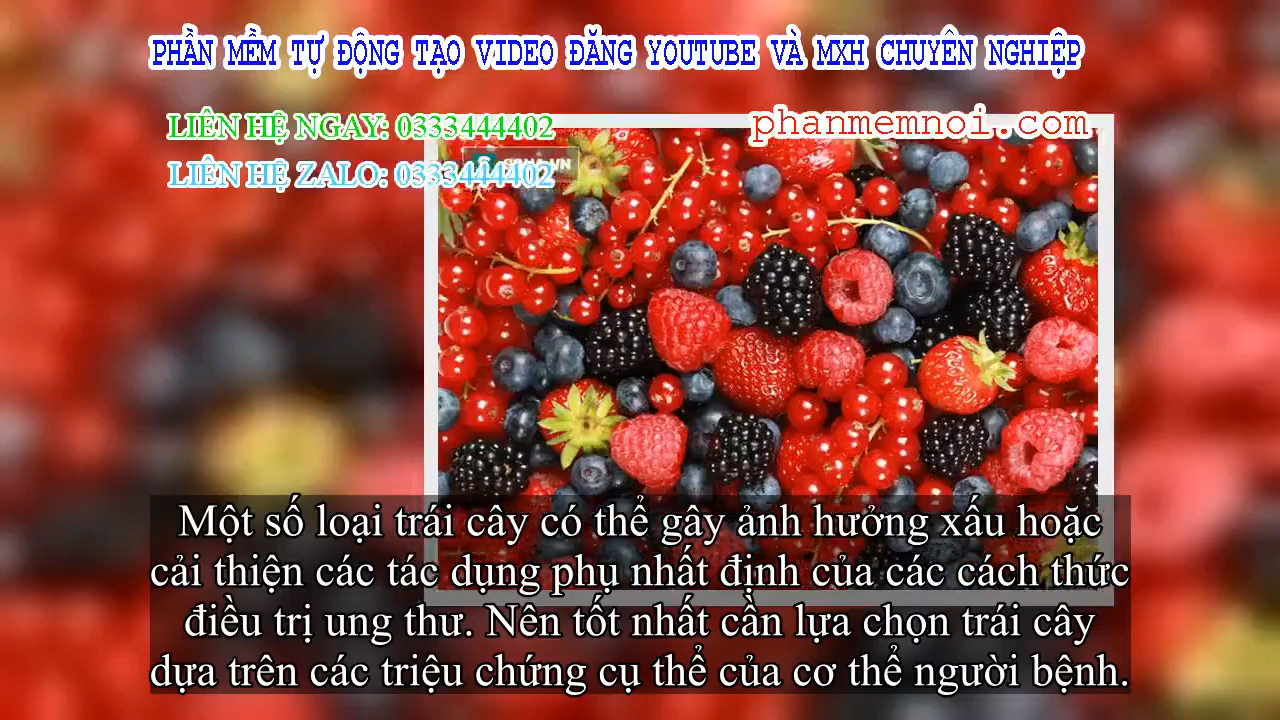 PHẦN MỀM TỰ ĐỘNG TẠO VIDEO ĐĂNG YOUTUBE VÀ MXH CHUYÊN NGHIỆP
LIÊN HỆ NGAY: 0333444402
phanmemnoi.com
LIÊN HỆ ZALO: 0333444402
Một số loại trái cây có thể gây ảnh hưởng xấu hoặc
cải thiện các tác dụng phụ nhất định của các cách thức
điều trị ung thư. Nên tốt nhất cần lựa chọn trái cây
dựa trên các triệu chứng cụ thể của cơ thể người bệnh.